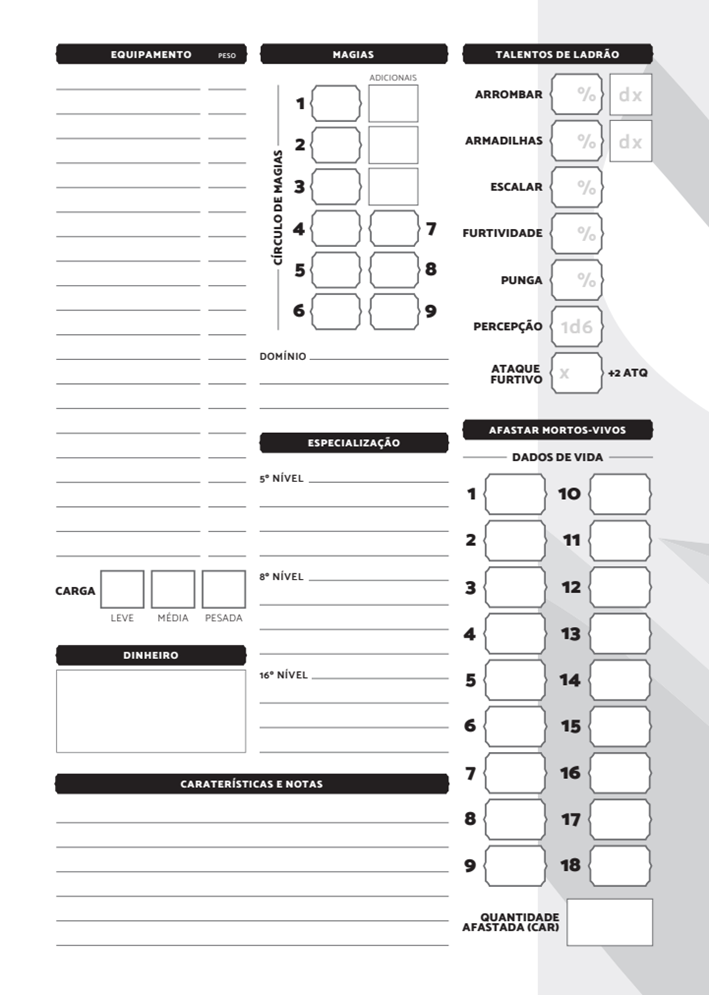 EQUIPAMENTO PESO
CARGA
LEVE MÉDIA PESADA
DINHEIRO
MAGIAS
ADICIONAIS
CÍRCULO DE MAGIAS
1
2
3
4 7
5 8
6 9
DOMÍNIO
ESPECIALIZAÇÃO
5º NÍVEL
8º NÍVEL
16º NÍVEL
CARATERÍSTICAS E NOTAS
TALENTOS DE LADRÃO
ARROMBAR % dx
ARMADILHAS % dx
ESCALAR %
FURTIVIDADE %
PUNGA %
PERCEPÇÃO 1d6
ATAQUE
FURTIVO x +2 ATQ
AFASTAR MORTOS-VIVOS
DADOS DE VIDA
1 10
2 11
3 12
4 13
5 14
6 15
7 16
8 17
9 18
QUANTIDADE
AFASTADA (CAR)